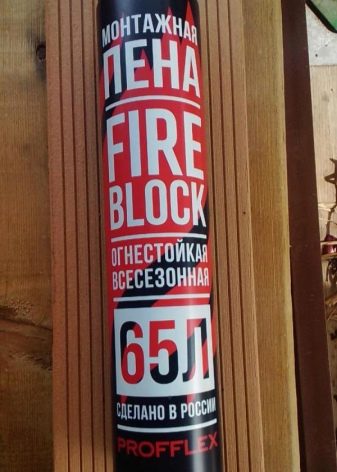 МОНТАЖНАЯ
ПЕНА
FIRE
BLOCK
ОГНЕСТОЙКАЯ
ВСЕСЕЗОННАЯ
65Л
СДЕЛАНО В РОССИИ
PROFFLEX